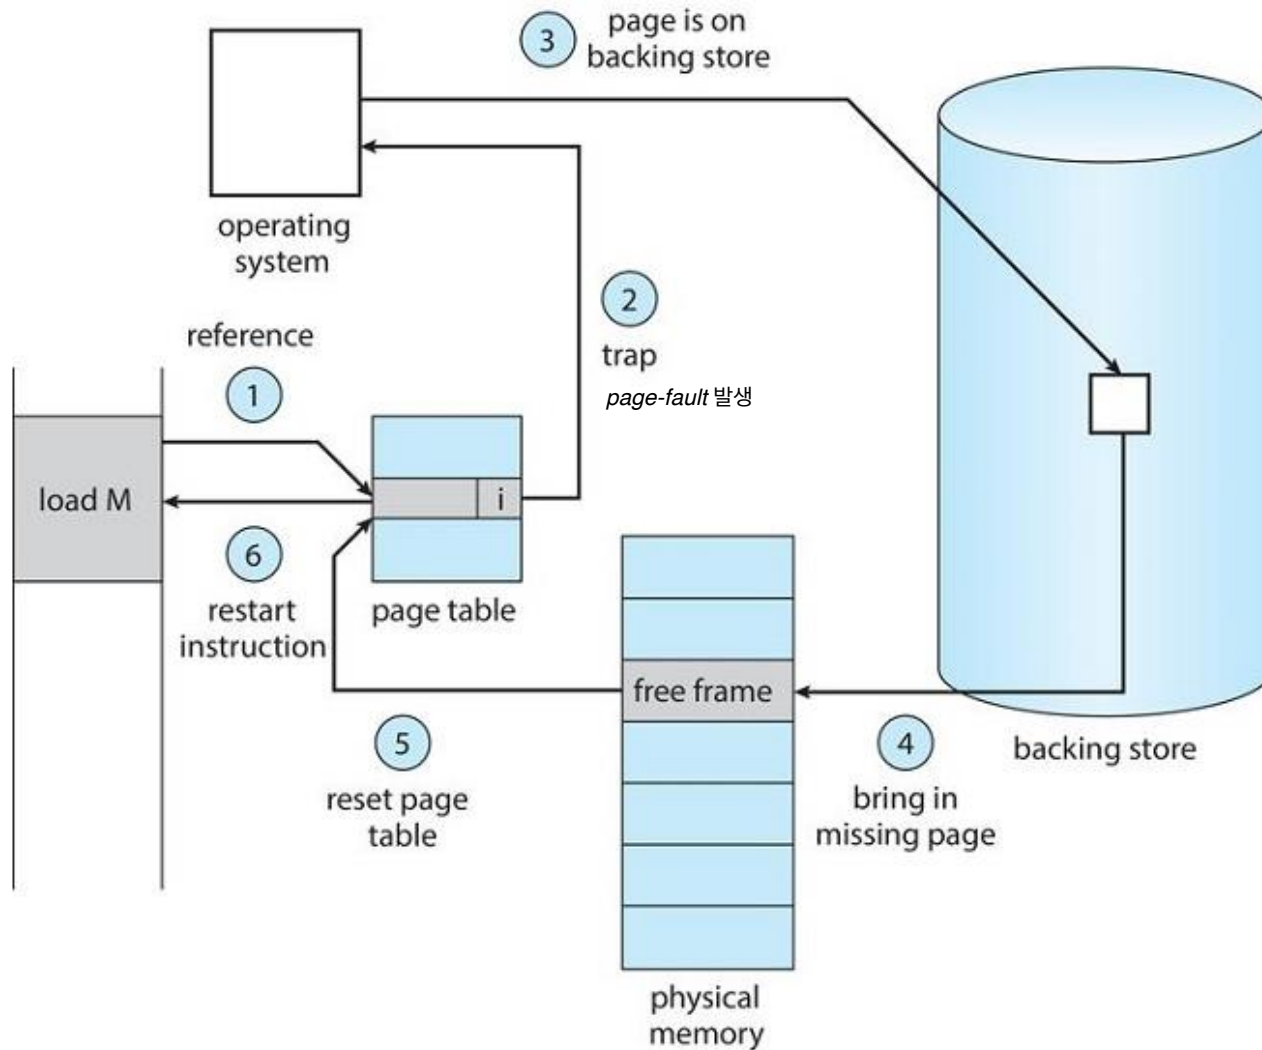 3
page is on
backing store
operating
system
2
trap
page-fault 발생
reference
1
load M
i
6
restart
instruction
page table
free frame
5
reset page
table
4
bring in
missing page
backing store
physical
memory